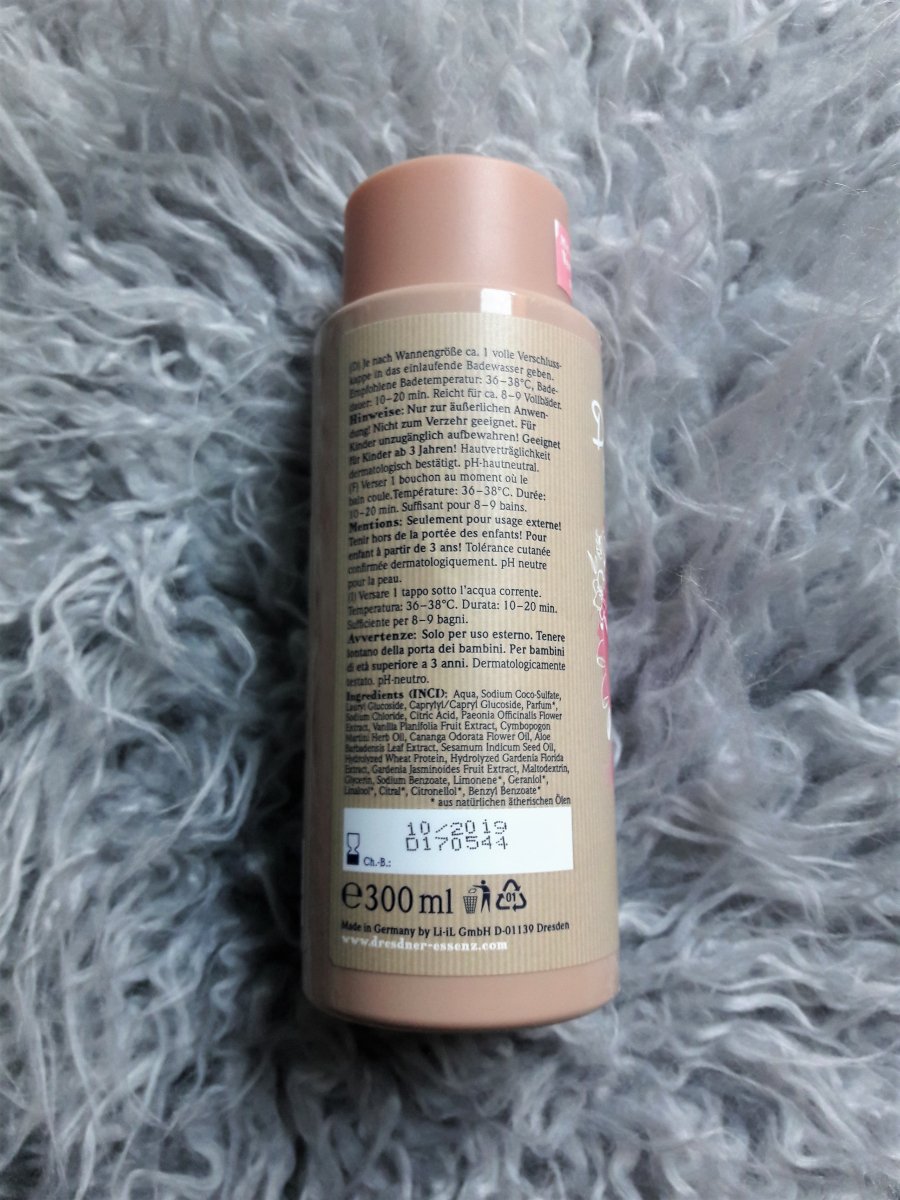 (D) Je nach Wannengröße ca. 1 volle Verschluss-
kappe in das einlaufende Badewasser geben.
Empfohlene Badetemperatur: 36–38°C, Bade-
dauer: 10–20 min. Reicht für ca. 8–9 Vollbäder.
Hinweise: Nur zur äußerlichen Anwen-
dung! Nicht zum Verzehr geeignet. Für
Kinder unzugänglich aufbewahren! Geeignet
für Kinder ab 3 Jahren! Hautverträglichkeit
dermatologisch bestätigt. pH-hautneutral.
(F) Verser 1 bouchon au moment où le
bain coule.Température: 36–38°C. Durée:
10–20 min. Suffisant pour 8–9 bains.
Mentions: Seulement pour usage externe!
Tenir hors de la portée des enfants! Pour
enfant à partir de 3 ans! Tolérance cutanée
confirmée dermatologiquement. pH neutre
pour la peau.
(I) Versare 1 tappo sotto l'acqua corrente.
Temperatura: 36–38°C. Durata: 10–20 min.
Sufficiente per 8–9 bagni.
Avvertenze: Solo per uso esterno. Tenere
lontano della porta dei bambini. Per bambini
di età superiore a 3 anni. Dermatologicamente
testato. pH-neutro.
Ingredients (INCI): Aqua, Sodium Coco-Sulfate,
Lauryl Glucoside, Caprylyl/Capryl Glucoside, Parfum*,
Sodium Chloride, Citric Acid, Paeonia Officinalis Flower
Extract, Vanilla Planifolia Fruit Extract, Cymbopogon
Martini Herb Oil, Cananga Odorata Flower Oil, Aloe
Barbadensis Leaf Extract, Sesamum Indicum Seed Oil,
Hydrolyzed Wheat Protein, Hydrolyzed Gardenia Florida
Extract, Gardenia Jasminoides Fruit Extract, Maltodextrin,
Glycerin, Sodium Benzoate, Limonene*, Geraniol*,
Linalool*, Citral*, Citronellol*, Benzyl Benzoate*
* aus natürlichen ätherischen Ölen
10/2019
D170544
Ch.-B.:
℮300 ml
01
Made in Germany by Li-iL GmbH D-01139 Dresden
www.dresdner-essenz.com